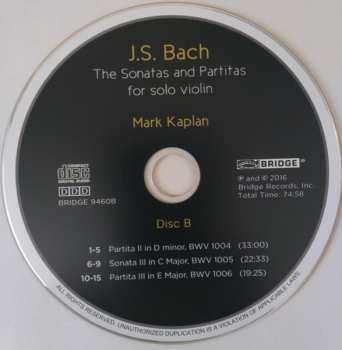 J.S. Bach
The Sonatas and Partitas
for solo violin
Mark Kaplan
COMPACT
disc
DIGITAL AUDIO
DDD
BRIDGE 9460B
BRIDGE
℗ and © 2016
Bridge Records, Inc.
Total Time: 74:58
Disc B
1-5 Partita II in D minor, BWV 1004 (33:00)
6-9 Sonata III in C Major, BWV 1005 (22:33)
10-15 Partita III in E Major, BWV 1006 (19:25)
ALL RIGHTS RESERVED. UNAUTHORIZED DUPLICATION IS A VIOLATION OF APPLICABLE LAWS.